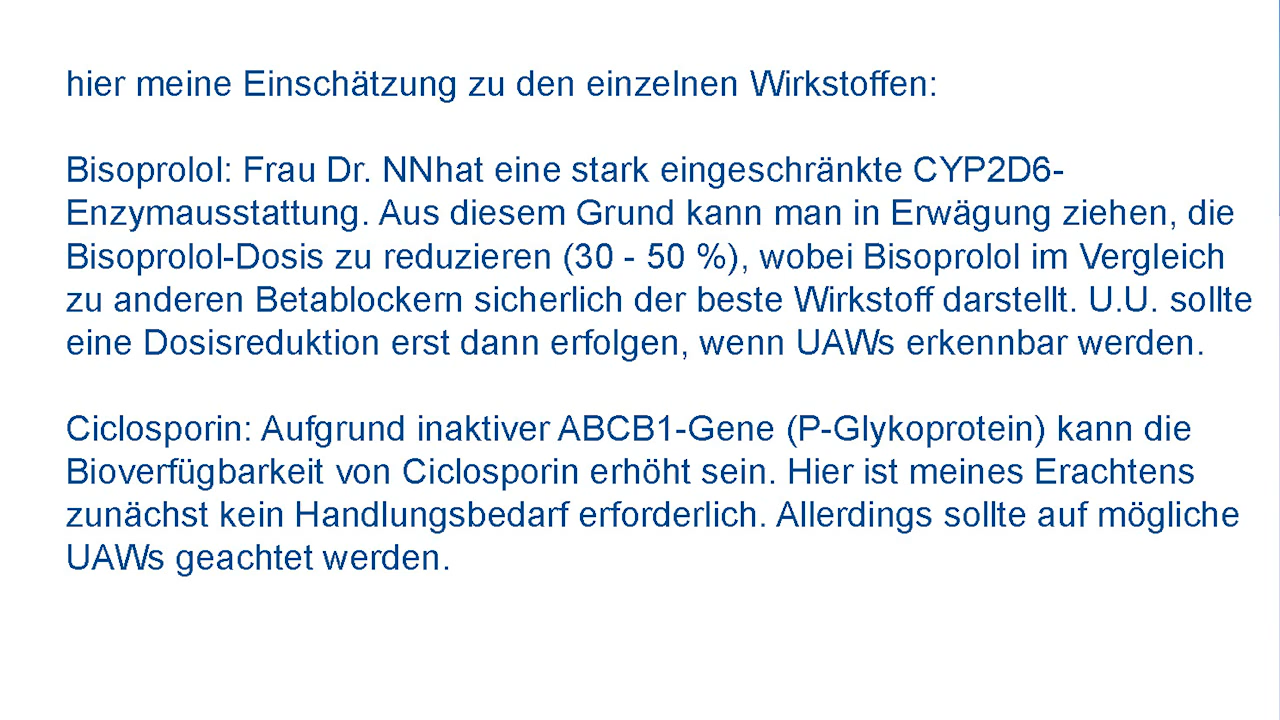 hier meine Einschätzung zu den einzelnen Wirkstoffen:
Bisoprolol: Frau Dr. NNhat eine stark eingeschränkte CYP2D6-
Enzymausstattung. Aus diesem Grund kann man in Erwägung ziehen, die
Bisoprolol-Dosis zu reduzieren (30 - 50 %), wobei Bisoprolol im Vergleich
zu anderen Betablockern sicherlich der beste Wirkstoff darstellt. U.U. sollte
eine Dosisreduktion erst dann erfolgen, wenn UAWs erkennbar werden.
Ciclosporin: Aufgrund inaktiver ABCB1-Gene (P-Glykoprotein) kann die
Bioverfügbarkeit von Ciclosporin erhöht sein. Hier ist meines Erachtens
zunächst kein Handlungsbedarf erforderlich. Allerdings sollte auf mögliche
UAWs geachtet werden.